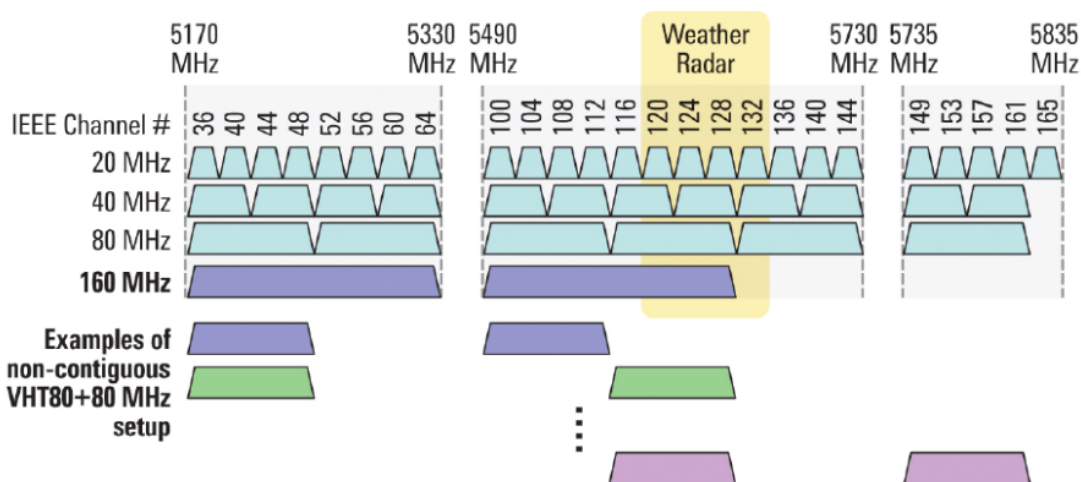 5170 MHz
5330 MHz
5490 MHz
Weather Radar
5730 MHz
5735 MHz
5835 MHz
IEEE Channel # 36 40 44 48 52 56 60 64 100 104 108 112 116 120 124 128 132 136 140 144 149 153 157 161 165
20 MHz
40 MHz
80 MHz
160 MHz
Examples of
non-contiguous
VHT80+80 MHz
setup